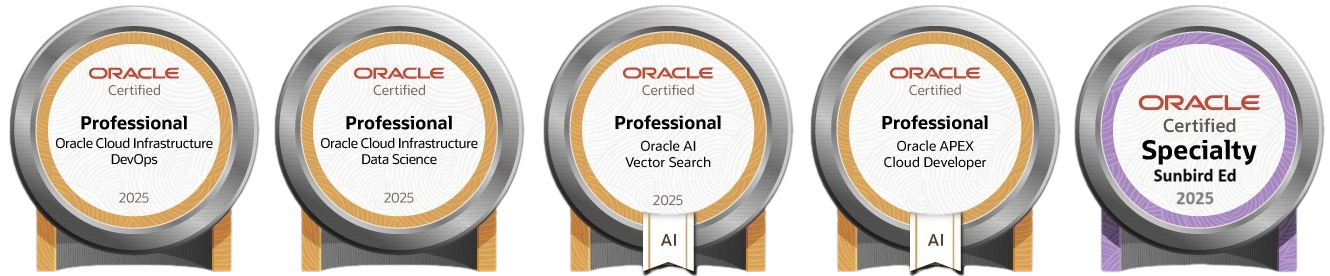 ORACLE
Certified
Professional
Oracle Cloud Infrastructure
DevOps
2025
ORACLE
Certified
Professional
Oracle Cloud Infrastructure
Data Science
2025
ORACLE
Certified
Professional
Oracle AI
Vector Search
2025
AI
ORACLE
Certified
Professional
Oracle APEX
Cloud Developer
AI
ORACLE
Certified
Specialty
Sunbird Ed
2025